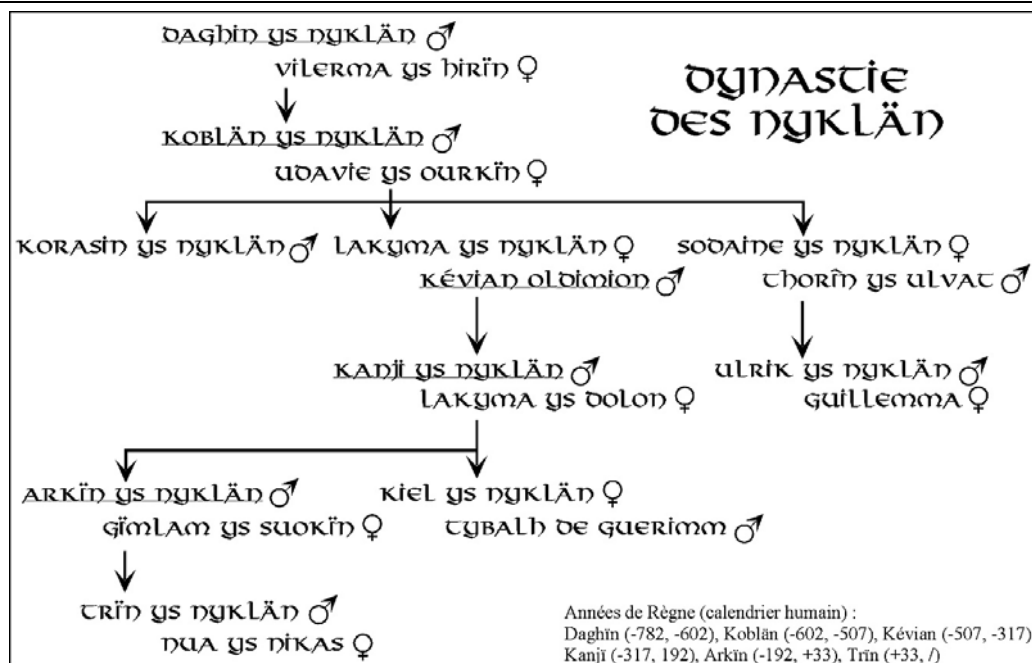 DAGHIN YS NYKLÄN ♂
VILERMA YS HIRÏN ♀
DYNASTIE
DES NYKLÄN
KOBLÄN YS NYKLÄN ♂
UDAVIE YS OURKÏN ♀
KORASIN YS NYKLÄN ♂
LAKYMA YS NYKLÄN ♀
KÉVIAN OLDIMION ♂
SODAINE YS NYKLÄN ♀
THORÎN YS ULVAT ♂
KANJI YS NYKLÄN ♂
LAKYMA YS DOLON ♀
ULRIK YS NYKLÄN ♂
GUILLEMMA ♀
ARKÏN YS NYKLÄN ♂
GÏMLAM YS SUOKÏN ♀
KIEL YS NYKLÄN ♀
TYBALH DE GUERIMM ♂
TRÏN YS NYKLÄN ♂
NUA YS NIKAS ♀
Années de Règne (calendrier humain) :
Daghïn (-782, -602), Koblän (-602, -507), Kévian (-507, -317)
Kanjï (-317, 192), Arkïn (-192, +33), Trïn (+33, /)